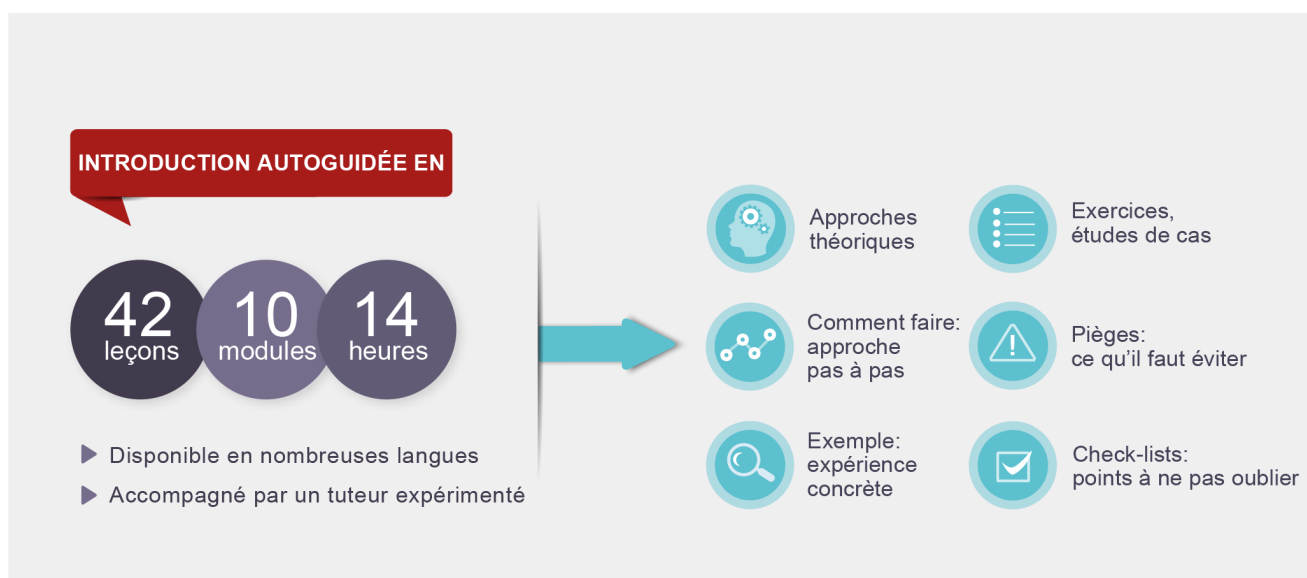 INTRODUCTION AUTOGUIDÉE EN
42
leçons
10
modules
14
heures
Disponible en nombreuses langues
Accompagné par un tuteur expérimenté
Approches
théoriques
Comment faire:
approche
pas à pas
Exemple:
expérience
concrète
Exercices,
études de cas
Pièges:
ce qu'il faut éviter
Check-lists:
points à ne pas oublier